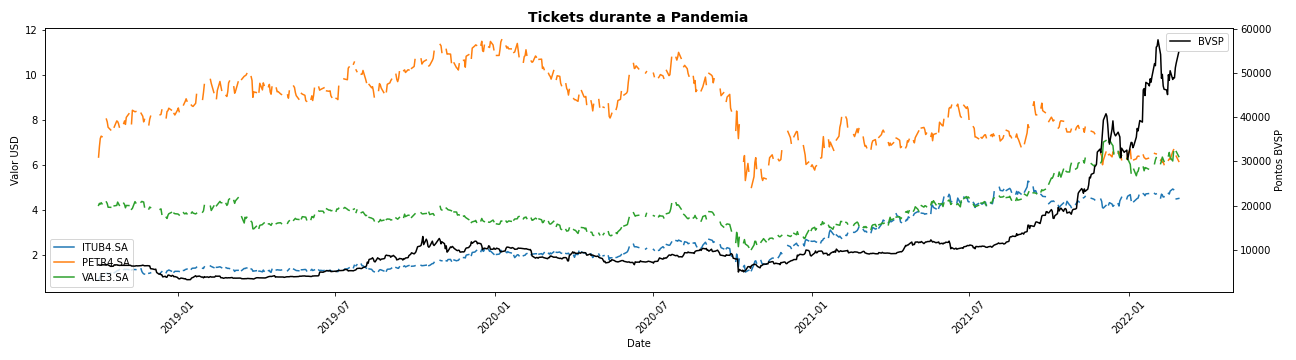 Tickets durante a Pandemia
Valor USD
12
10
8
6
4
2
ITUB4.SA
PETR4.SA
VALE3.SA
BVSP
60000
50000
40000
30000
20000
10000
Pontos BVSP
2019-01
2019-07
2020-01
2020-07
2021-01
2021-07
2022-01
Date